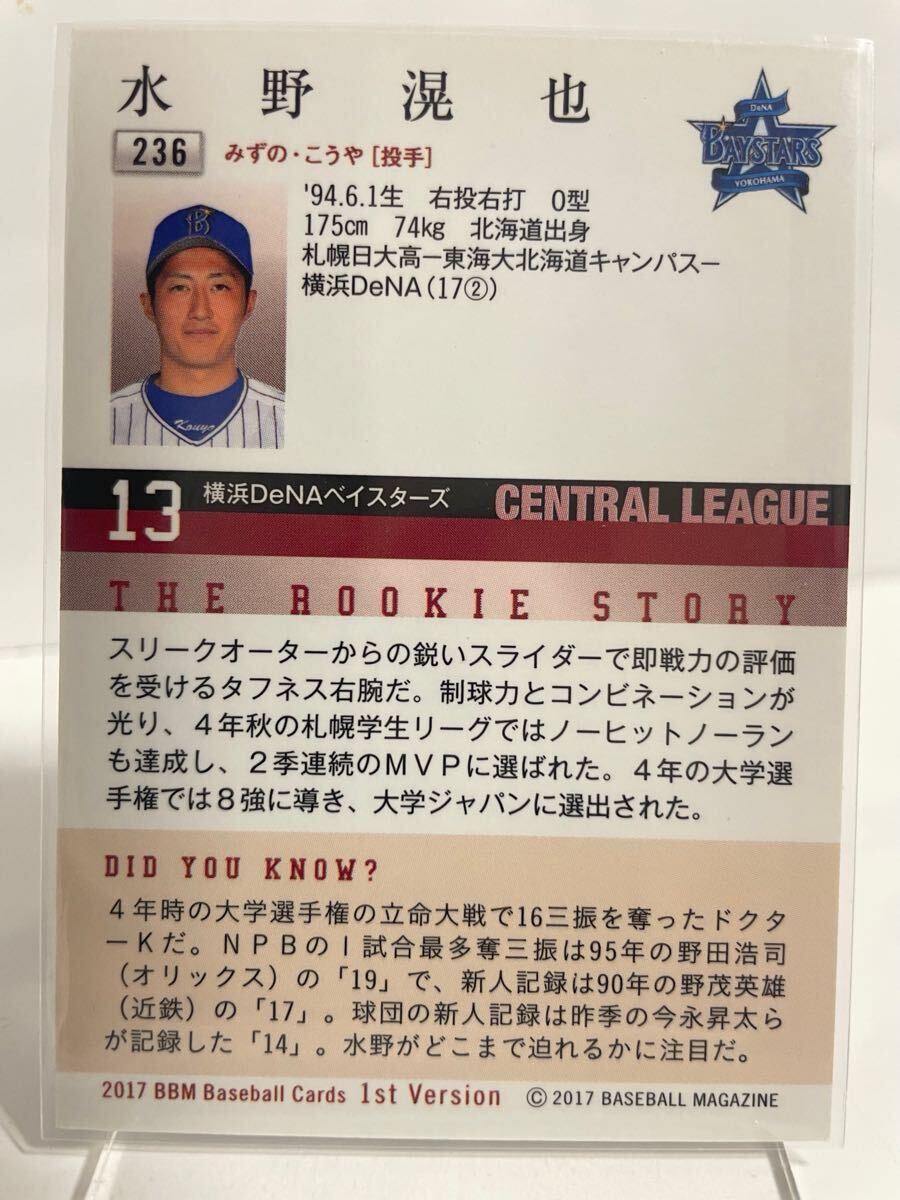 水野滉也
DeNA
BAYSTARS
YOKOHAMA
236 みずの・こうや [投手]
'94.6.1生 右投右打 O型
175cm 74kg 北海道出身
札幌日大高ー東海大北海道キャンパスー
横浜DeNA(17②)
B
Kouya
13 横浜DeNAベイスターズ CENTRAL LEAGUE
THE ROOKIE STORY
スリークオーターからの鋭いスライダーで即戦力の評価
を受けるタフネス右腕だ。制球力とコンビネーションが
光り、4年秋の札幌学生リーグではノーヒットノーラン
も達成し、2季連続のMVPに選ばれた。4年の大学選
手権では8強に導き、大学ジャパンに選出された。
DID YOU KNOW?
4年時の大学選手権の立命大戦で16三振を奪ったドクタ
ーKだ。NPBの1試合最多奪三振は95年の野田浩司
(オリックス)の「19」で、新人記録は90年の野茂英雄
(近鉄)の「17」。球団の新人記録は昨季の今永昇太ら
が記録した「14」。水野がどこまで迫れるかに注目だ。
2017 BBM Baseball Cards 1st Version © 2017 BASEBALL MAGAZINE